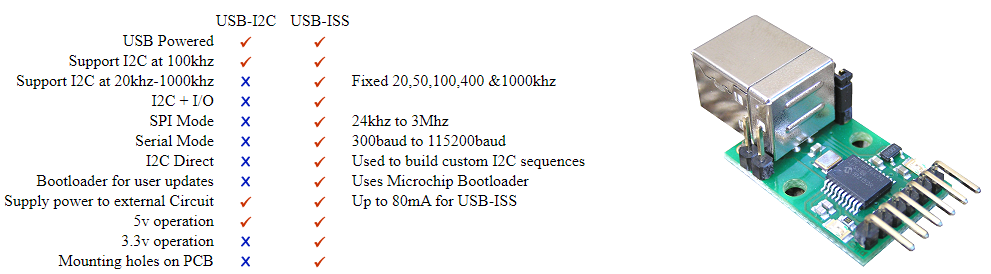 USB-I2C USB-ISS
USB Powered ✓ ✓
Support I2C at 100khz ✓ ✓
Support I2C at 20khz-1000khz x ✓ Fixed 20,50,100,400 &1000khz
I2C + I/O x ✓
SPI Mode x ✓ 24khz to 3Mhz
Serial Mode x ✓ 300baud to 115200baud
I2C Direct x ✓ Used to build custom I2C sequences
Bootloader for user updates x ✓ Uses Microchip Bootloader
Supply power to external Circuit ✓ ✓ Up to 80mA for USB-ISS
5v operation ✓ ✓
3.3v operation x ✓
Mounting holes on PCB x ✓